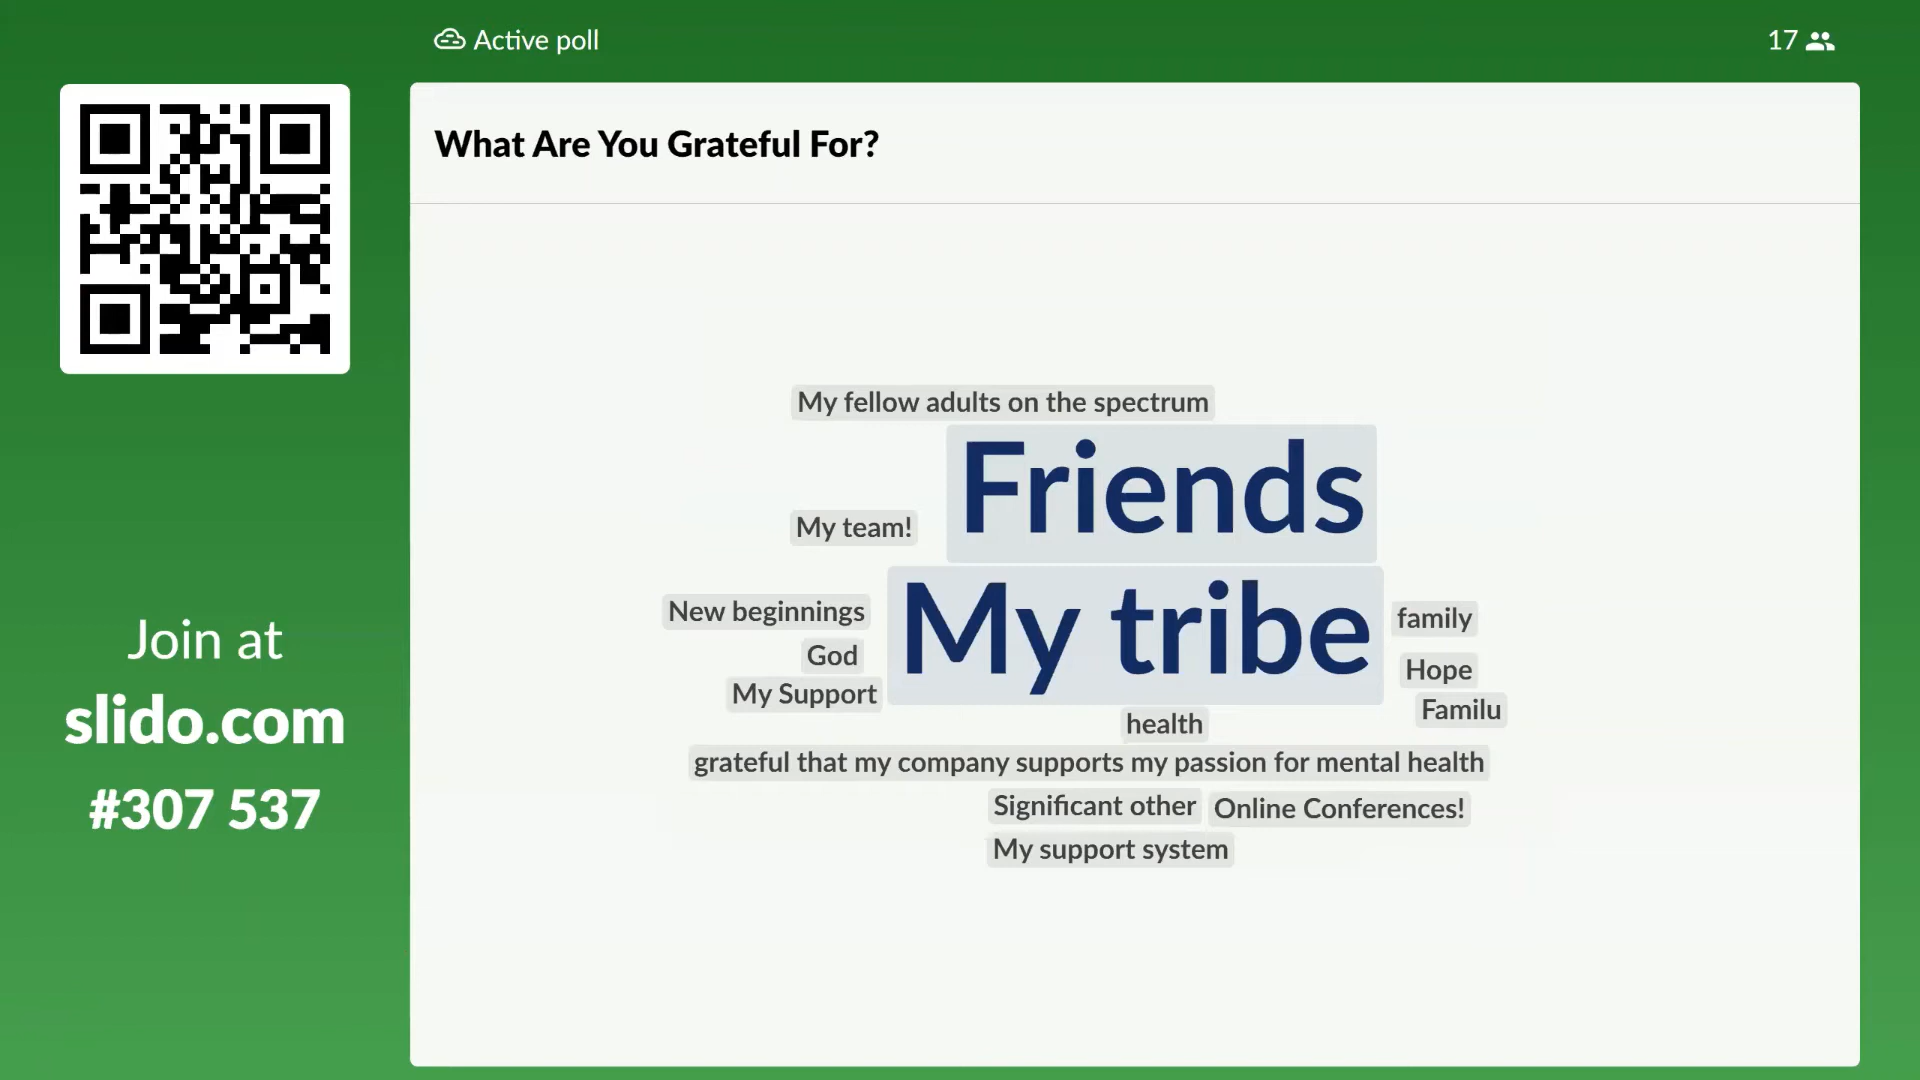 Active poll
17
What Are You Grateful For?
Join at
slido.com
#307 537
My fellow adults on the spectrum
Friends
My team!
My tribe
New beginnings
family
God
Hope
My Support
Familu
health
grateful that my company supports my passion for mental health
Significant other
Online Conferences!
My support system